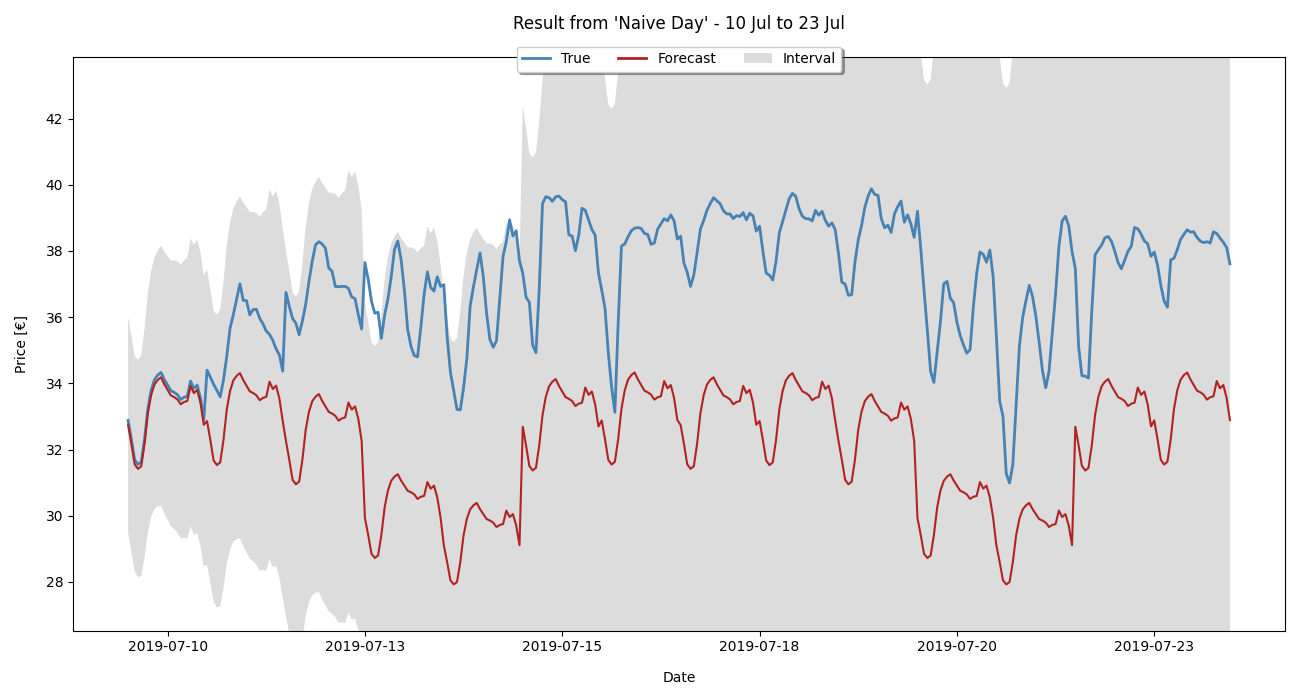 Result from 'Naive Day' - 10 Jul to 23 Jul
True Forecast Interval
42
40
38
36
34
32
30
28
Price [€]
2019-07-10 2019-07-13 2019-07-15 2019-07-18 2019-07-20 2019-07-23
Date